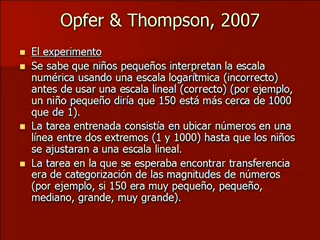 Opfer & Thompson, 2007
El experimento
Se sabe que niños pequeños interpretan la escala
numérica usando una escala logarítmica (incorrecto)
antes de usar una escala lineal (correcto) (por ejemplo,
un niño pequeño diría que 150 está más cerca de 1000
que de 1).
La tarea entrenada consistía en ubicar números en una
línea entre dos extremos (1 y 1000) hasta que los niños
se ajustaran a una escala lineal.
La tarea en la que se esperaba encontrar transferencia
era de categorización de las magnitudes de números
(por ejemplo, si 150 era muy pequeño, pequeño,
mediano, grande, muy grande).